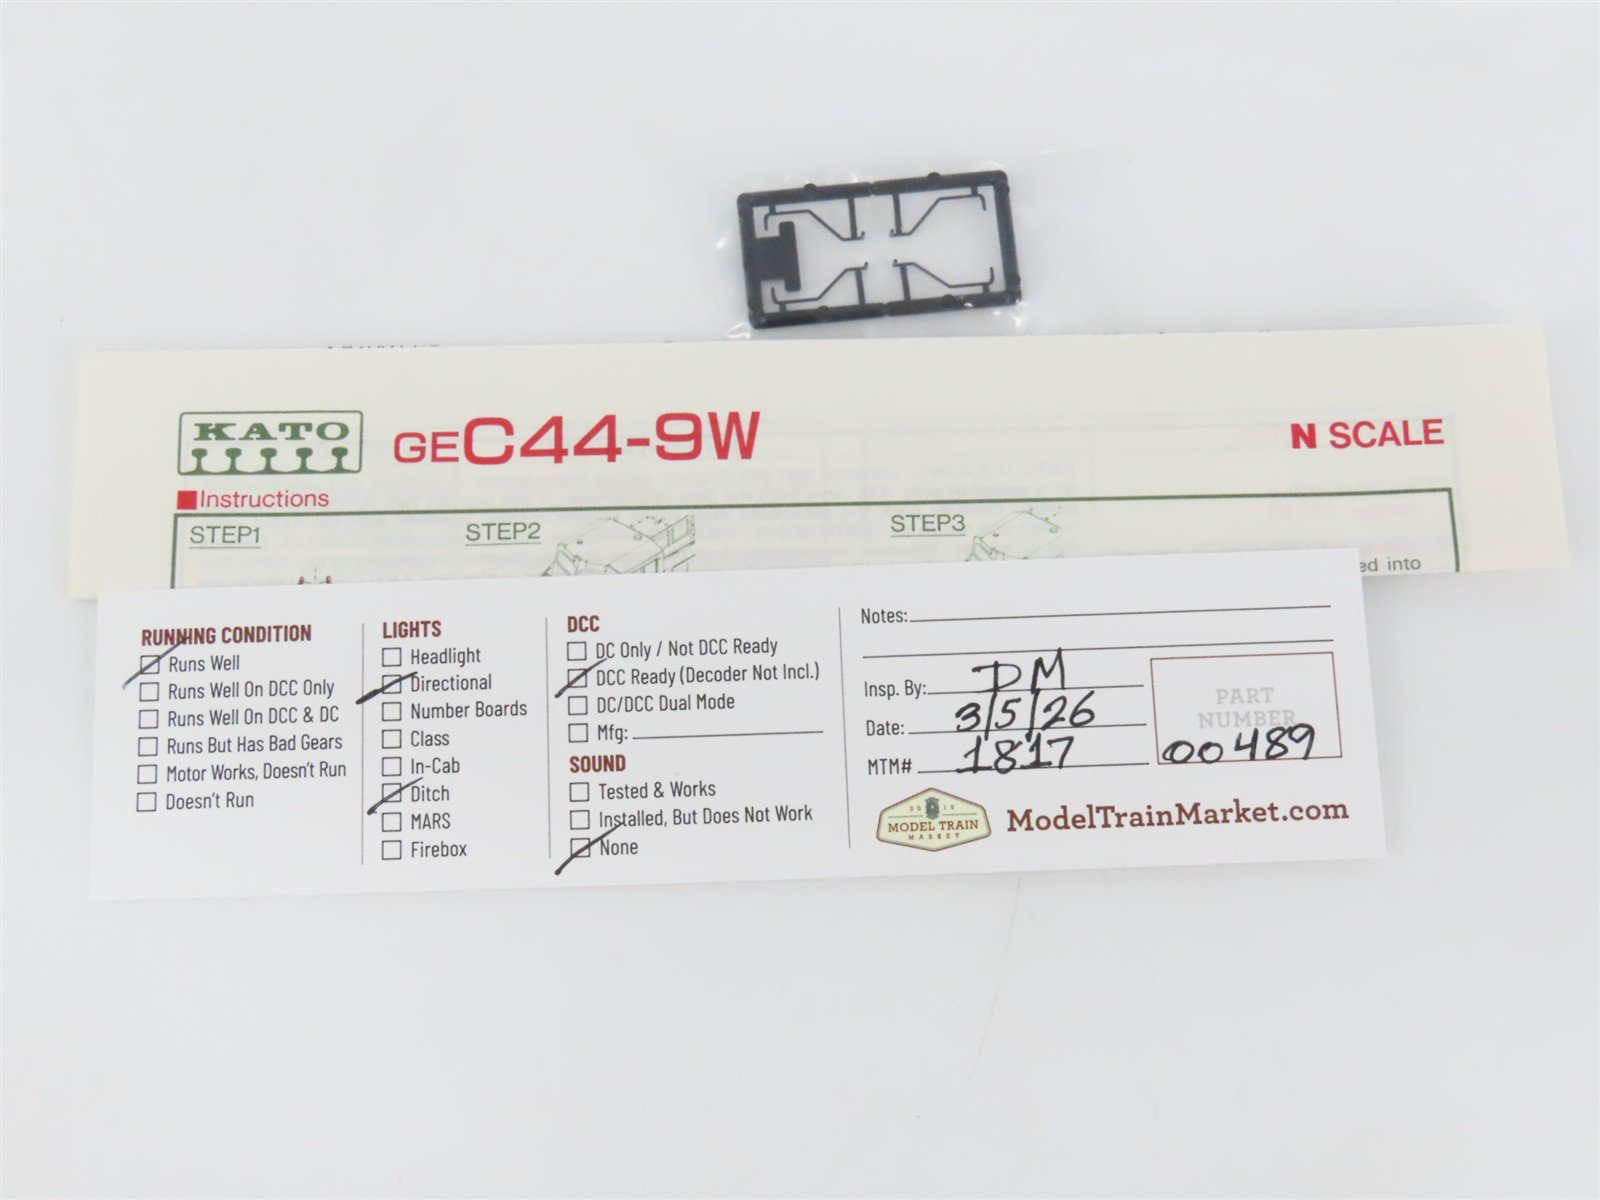 KATO
GEC44-9W
N SCALE
Instructions
STEP1
STEP2
STEP3
ed into
RUNNING CONDITION
Runs Well
Runs Well On DCC Only
Runs Well On DCC & DC
Runs But Has Bad Gears
Motor Works, Doesn't Run
Doesn't Run
LIGHTS
Headlight
Directional
Number Boards
Class
In-Cab
Ditch
MARS
Firebox
DCC
DC Only / Not DCC Ready
DCC Ready (Decoder Not Incl.)
DC/DCC Dual Mode
Mfg:
SOUND
Tested & Works
Installed, But Does Not Work
None
Notes:
Insp. By: DM
Date: 3/5/26
MTM# 1817
PART
NUMBER
00489
MODEL TRAIN
MARKET
ModelTrainMarket.com